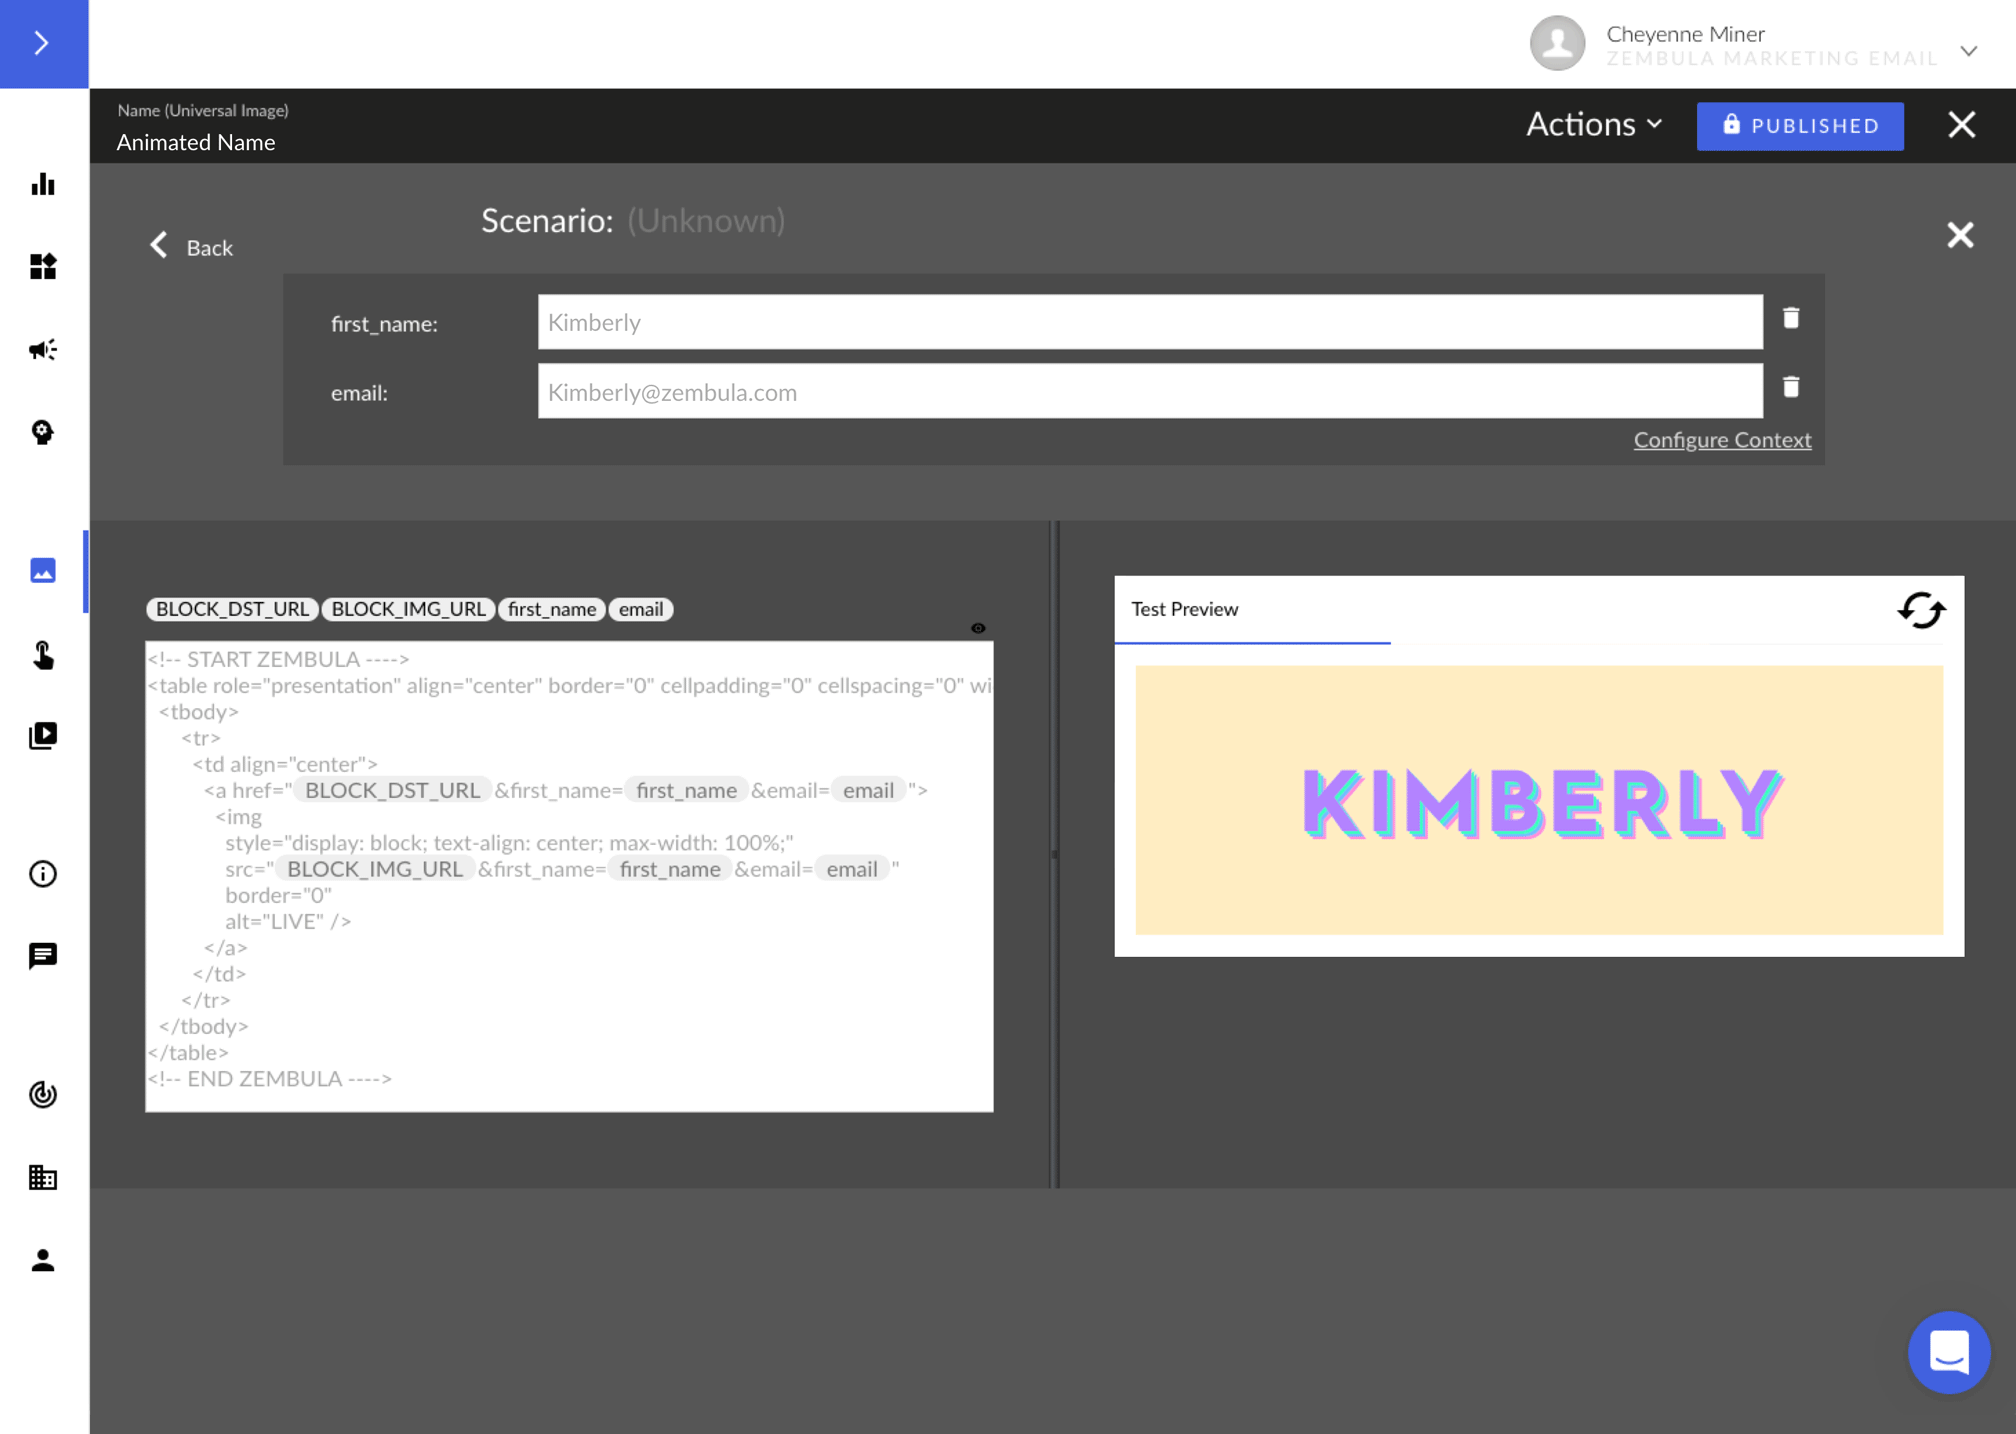 Cheyenne Miner
ZEMBULA MARKETING EMAIL
Name (Universal Image)
Animated Name
Actions
PUBLISHED
Back
Scenario: (Unknown)
first_name: Kimberly
email: Kimberly@zembula.com
Configure Context
BLOCK_DST_URL BLOCK_IMG_URL first_name email
<!-- START ZEMBULA ---->
<table role="presentation" align="center" border="0" cellpadding="0" cellspacing="0" wi
<tbody>
<tr>
<td align="center">
<a href=" BLOCK_DST_URL &first_name= first_name &email= email ">
<img
style="display: block; text-align: center; max-width: 100%;"
src=" BLOCK_IMG_URL &first_name= first_name &email= email "
border="0"
alt="LIVE" />
</a>
</td>
</tr>
</tbody>
</table>
<!-- END ZEMBULA ---->
Test Preview
KIMBERLY